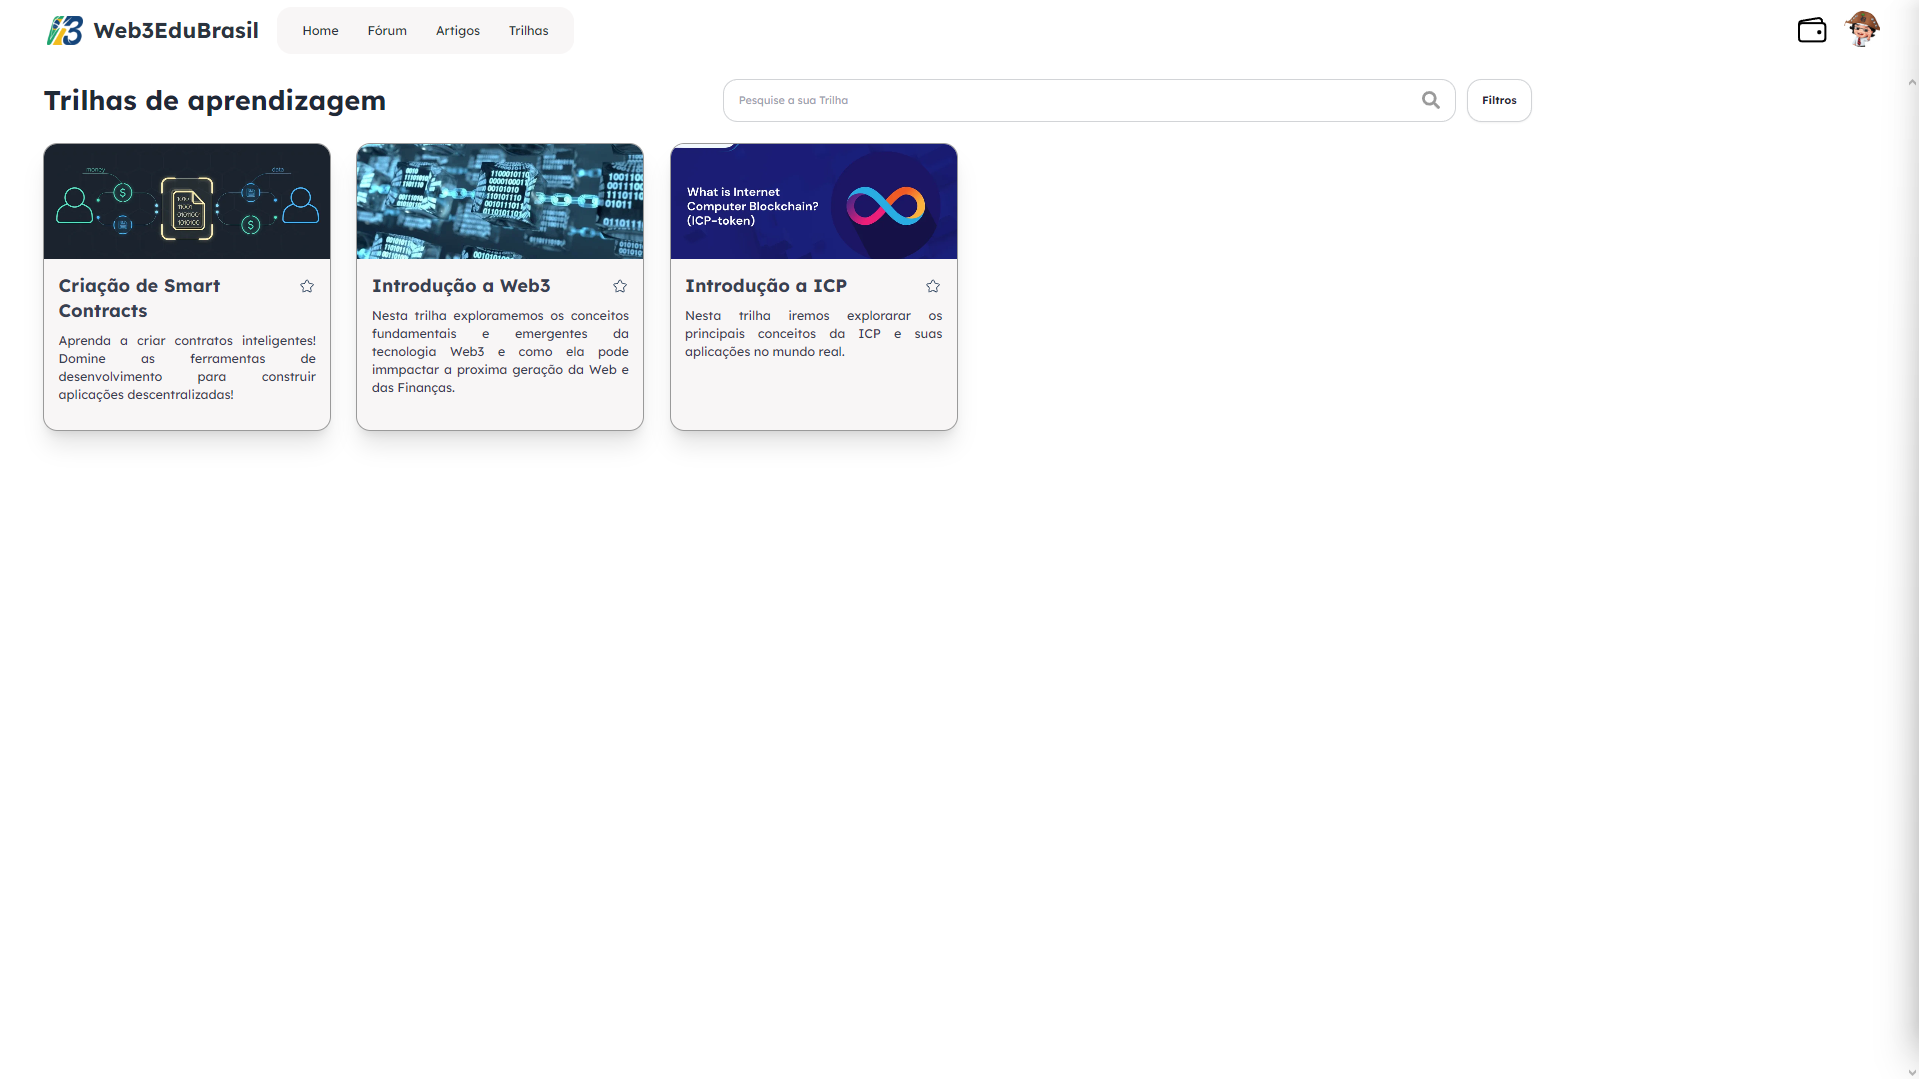 Web3EduBrasil
Home
Fórum
Artigos
Trilhas
Trilhas de aprendizagem
Pesquise a sua Trilha
Filtros
money
data
Criação de Smart
Contracts
Aprenda a criar contratos inteligentes!
Domine as ferramentas de
desenvolvimento para construir
aplicações descentralizadas!
Introdução a Web3
Nesta trilha exploramemos os conceitos
fundamentais e emergentes da
tecnologia Web3 e como ela pode
immpactar a proxima geração da Web e
das Finanças.
What is Internet
Computer Blockchain?
(ICP-token)
Introdução a ICP
Nesta trilha iremos explorarar os
principais conceitos da ICP e suas
aplicações no mundo real.